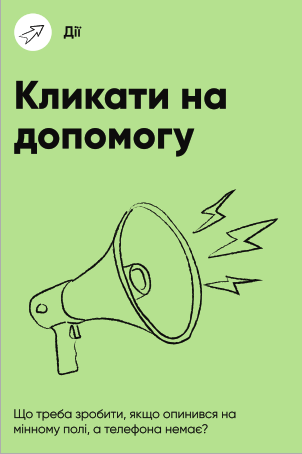 Дії
Кликати на
допомогу
Що треба зробити, якщо опинився на
мінному полі, а телефона немає?